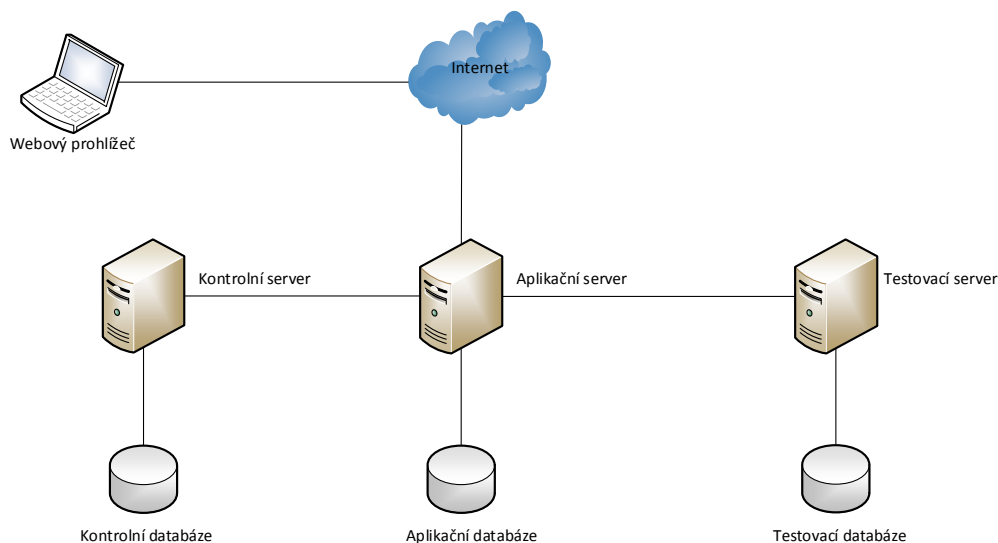 Internet
Webový prohlížeč
Kontrolní server
Aplikační server
Testovací server
Kontrolní databáze
Aplikační databáze
Testovací databáze